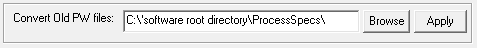 Convert Old PW files: C:\'software root directory\ProcessSpecs\ Browse Apply